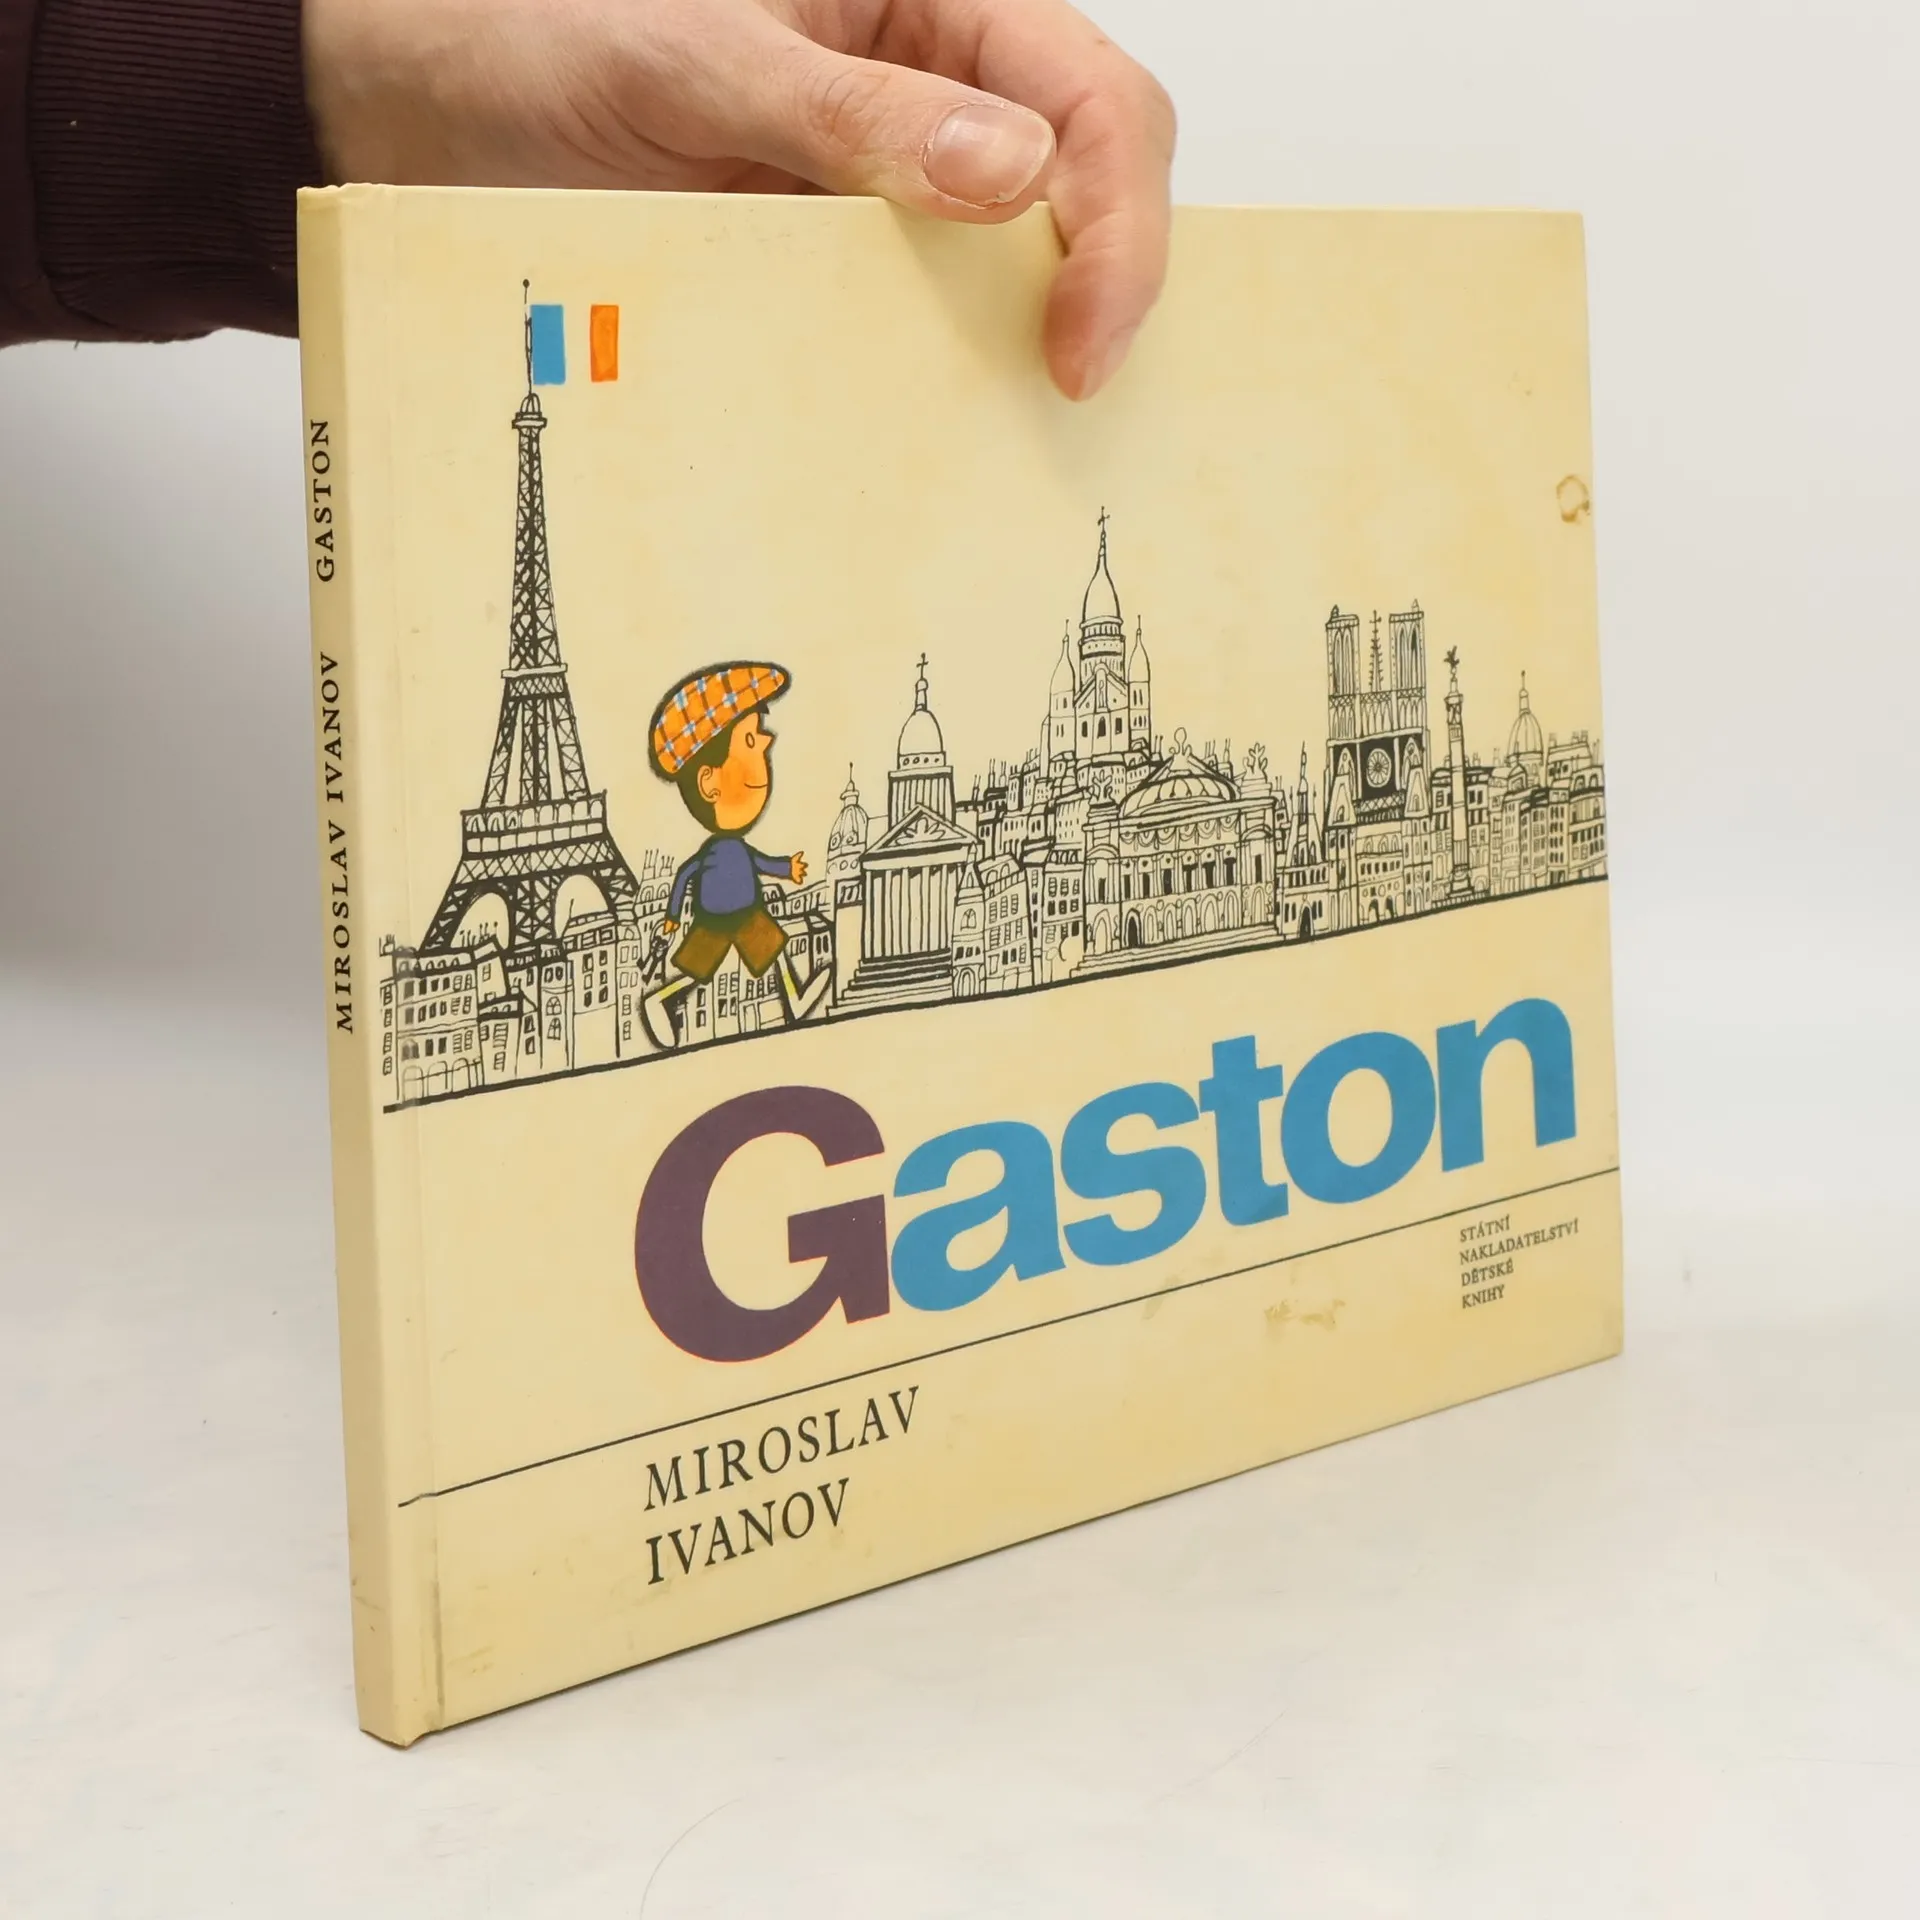 MIROSLAV IVANOV GASTON
Gaston
STÁTNÍ
NAKLADATELSTVÍ
DĚTSKÉ
KNIHY
MIROSLAV
IVANOV